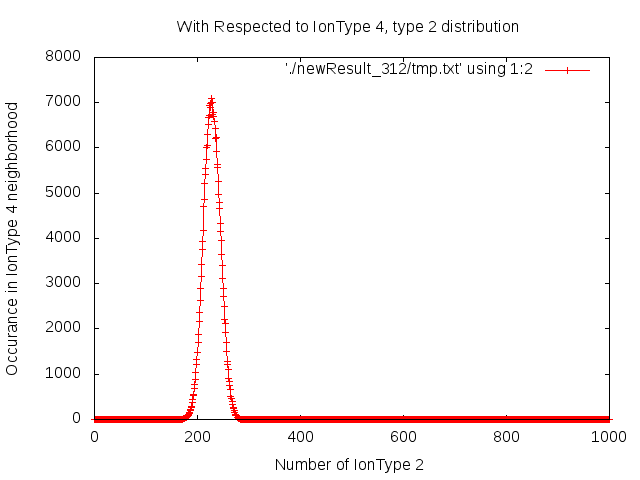 With Respected to IonType 4, type 2 distribution
'./newResult_312/tmp.txt' using 1:2
8000
7000
6000
5000
4000
3000
2000
1000
0
Occurance in IonType 4 neighborhood
0 200 400 600 800 1000
Number of IonType 2